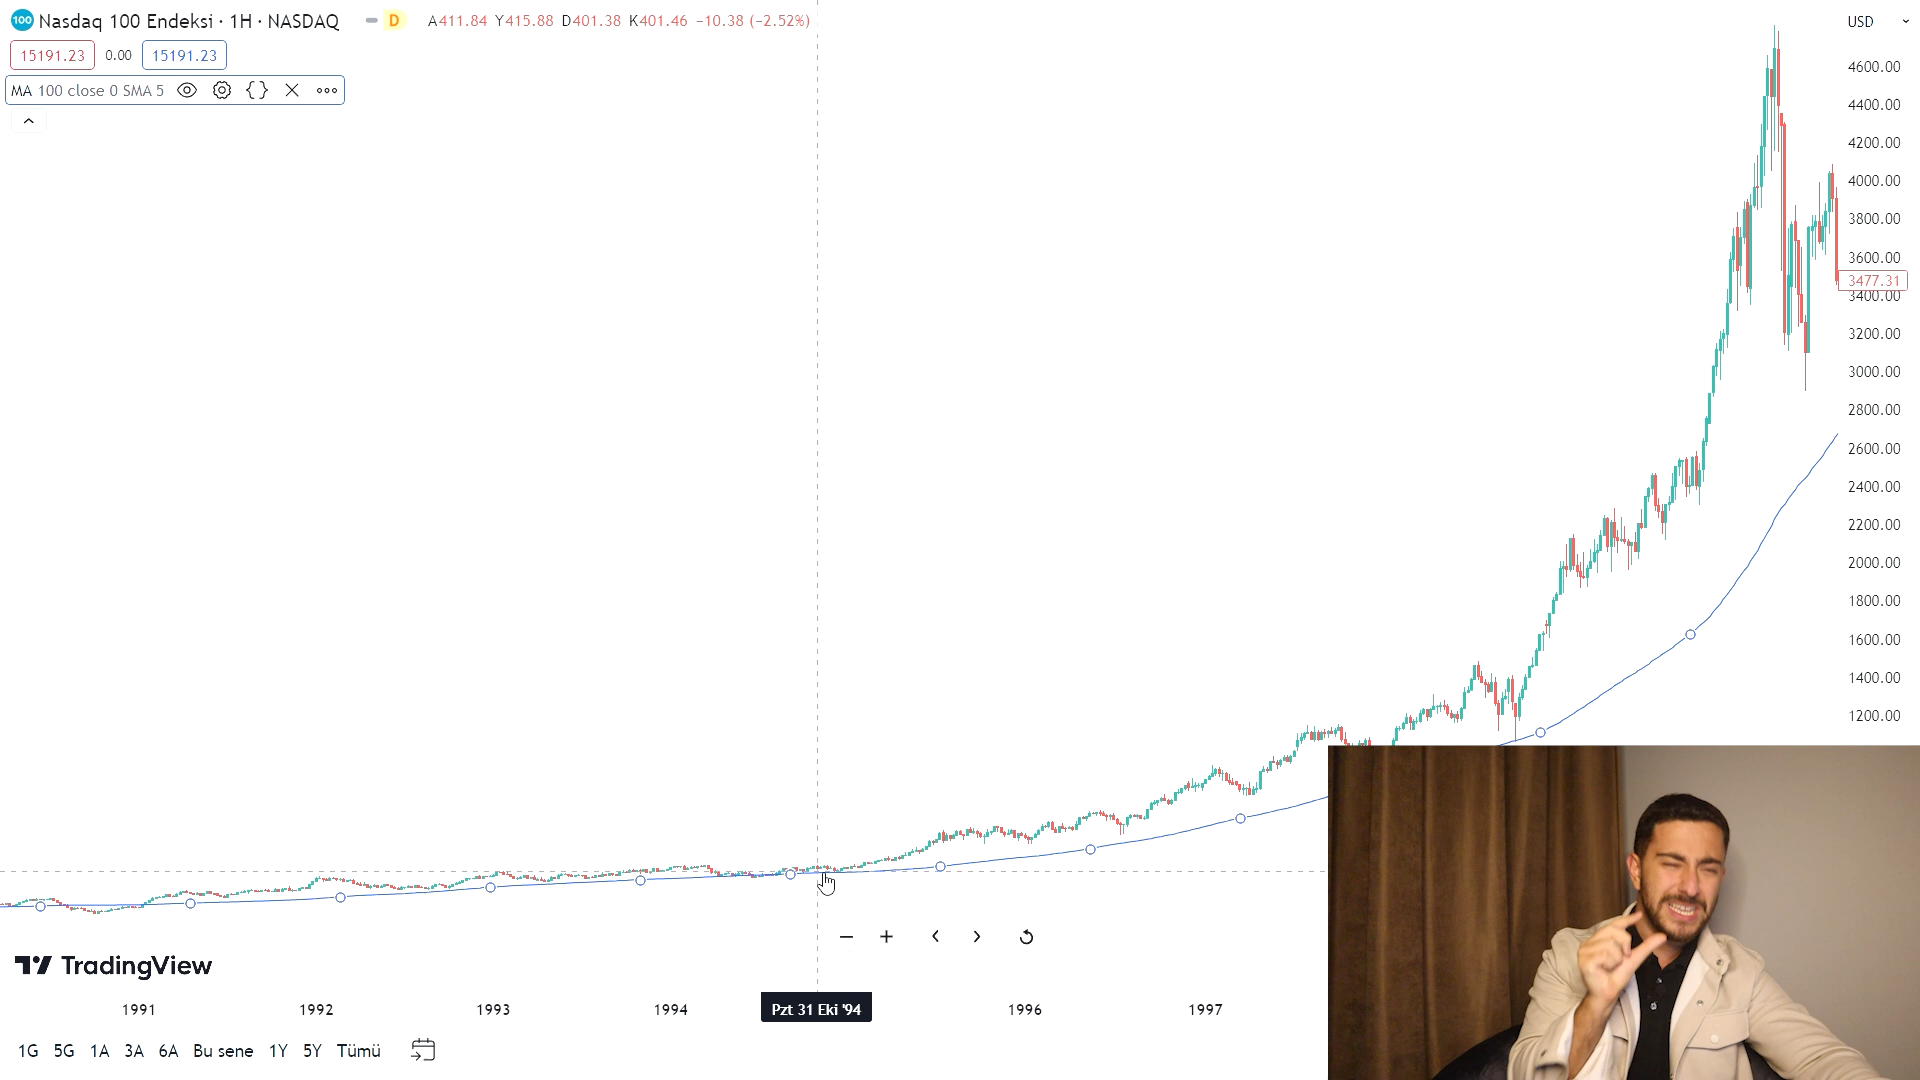 100 Nasdaq 100 Endeksi · 1H · NASDAQ D A411.84 Y415.88 D401.38 K401.46 −10.38 (−2.52%)
USD
15191.23 0.00 15191.23
MA 100 close 0 SMA 5
4600.00
4400.00
4200.00
4000.00
3800.00
3600.00
3477.31
3400.00
3200.00
3000.00
2800.00
2600.00
2400.00
2200.00
2000.00
1800.00
1600.00
1400.00
1200.00
TradingView
1991 1992 1993 1994 Pzt 31 Eki '94 1996 1997
1G 5G 1A 3A 6A Bu sene 1Y 5Y Tümü